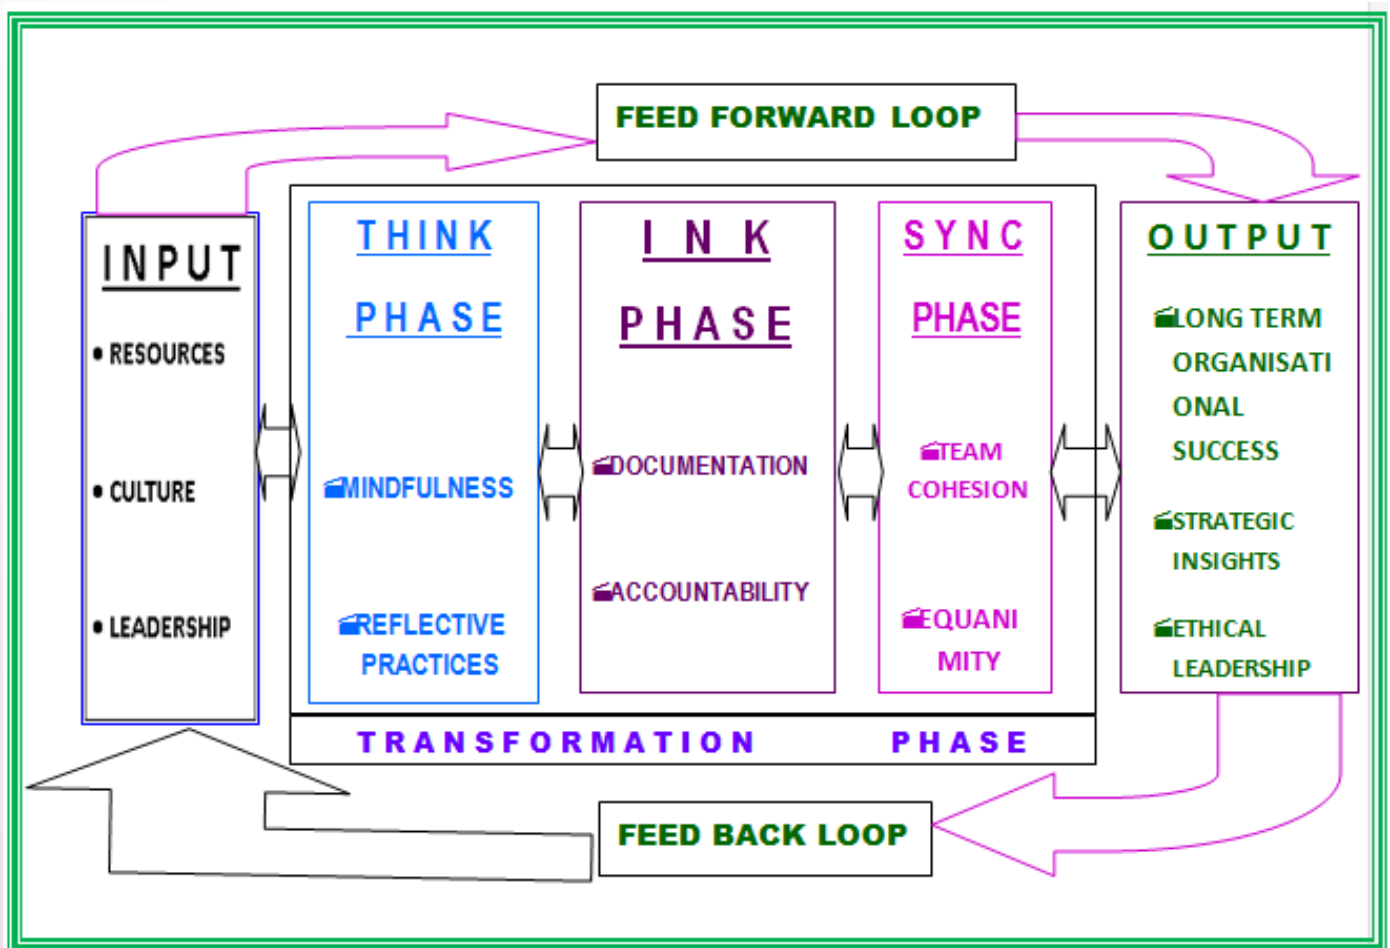 FEED FORWARD LOOP
INPUT
• RESOURCES
• CULTURE
• LEADERSHIP
THINK
PHASE
MINDFULNESS
REFLECTIVE
PRACTICES
INK
PHASE
DOCUMENTATION
ACCOUNTABILITY
SYNC
PHASE
TEAM
COHESION
EQUANI
MITY
OUTPUT
LONG TERM
ORGANISATI
ONAL
SUCCESS
STRATEGIC
INSIGHTS
ETHICAL
LEADERSHIP
TRANSFORMATION PHASE
FEED BACK LOOP